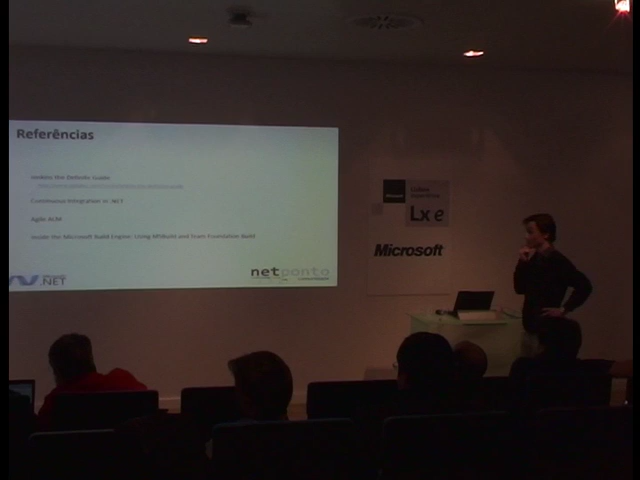 Referências
Jenkins the Definitive Guide
Continuous Integration in .NET
Agile ALM
Inside the Microsoft Build Engine: Using MSBuild and Team Foundation Build
.NET
netponto
Lx e
Microsoft